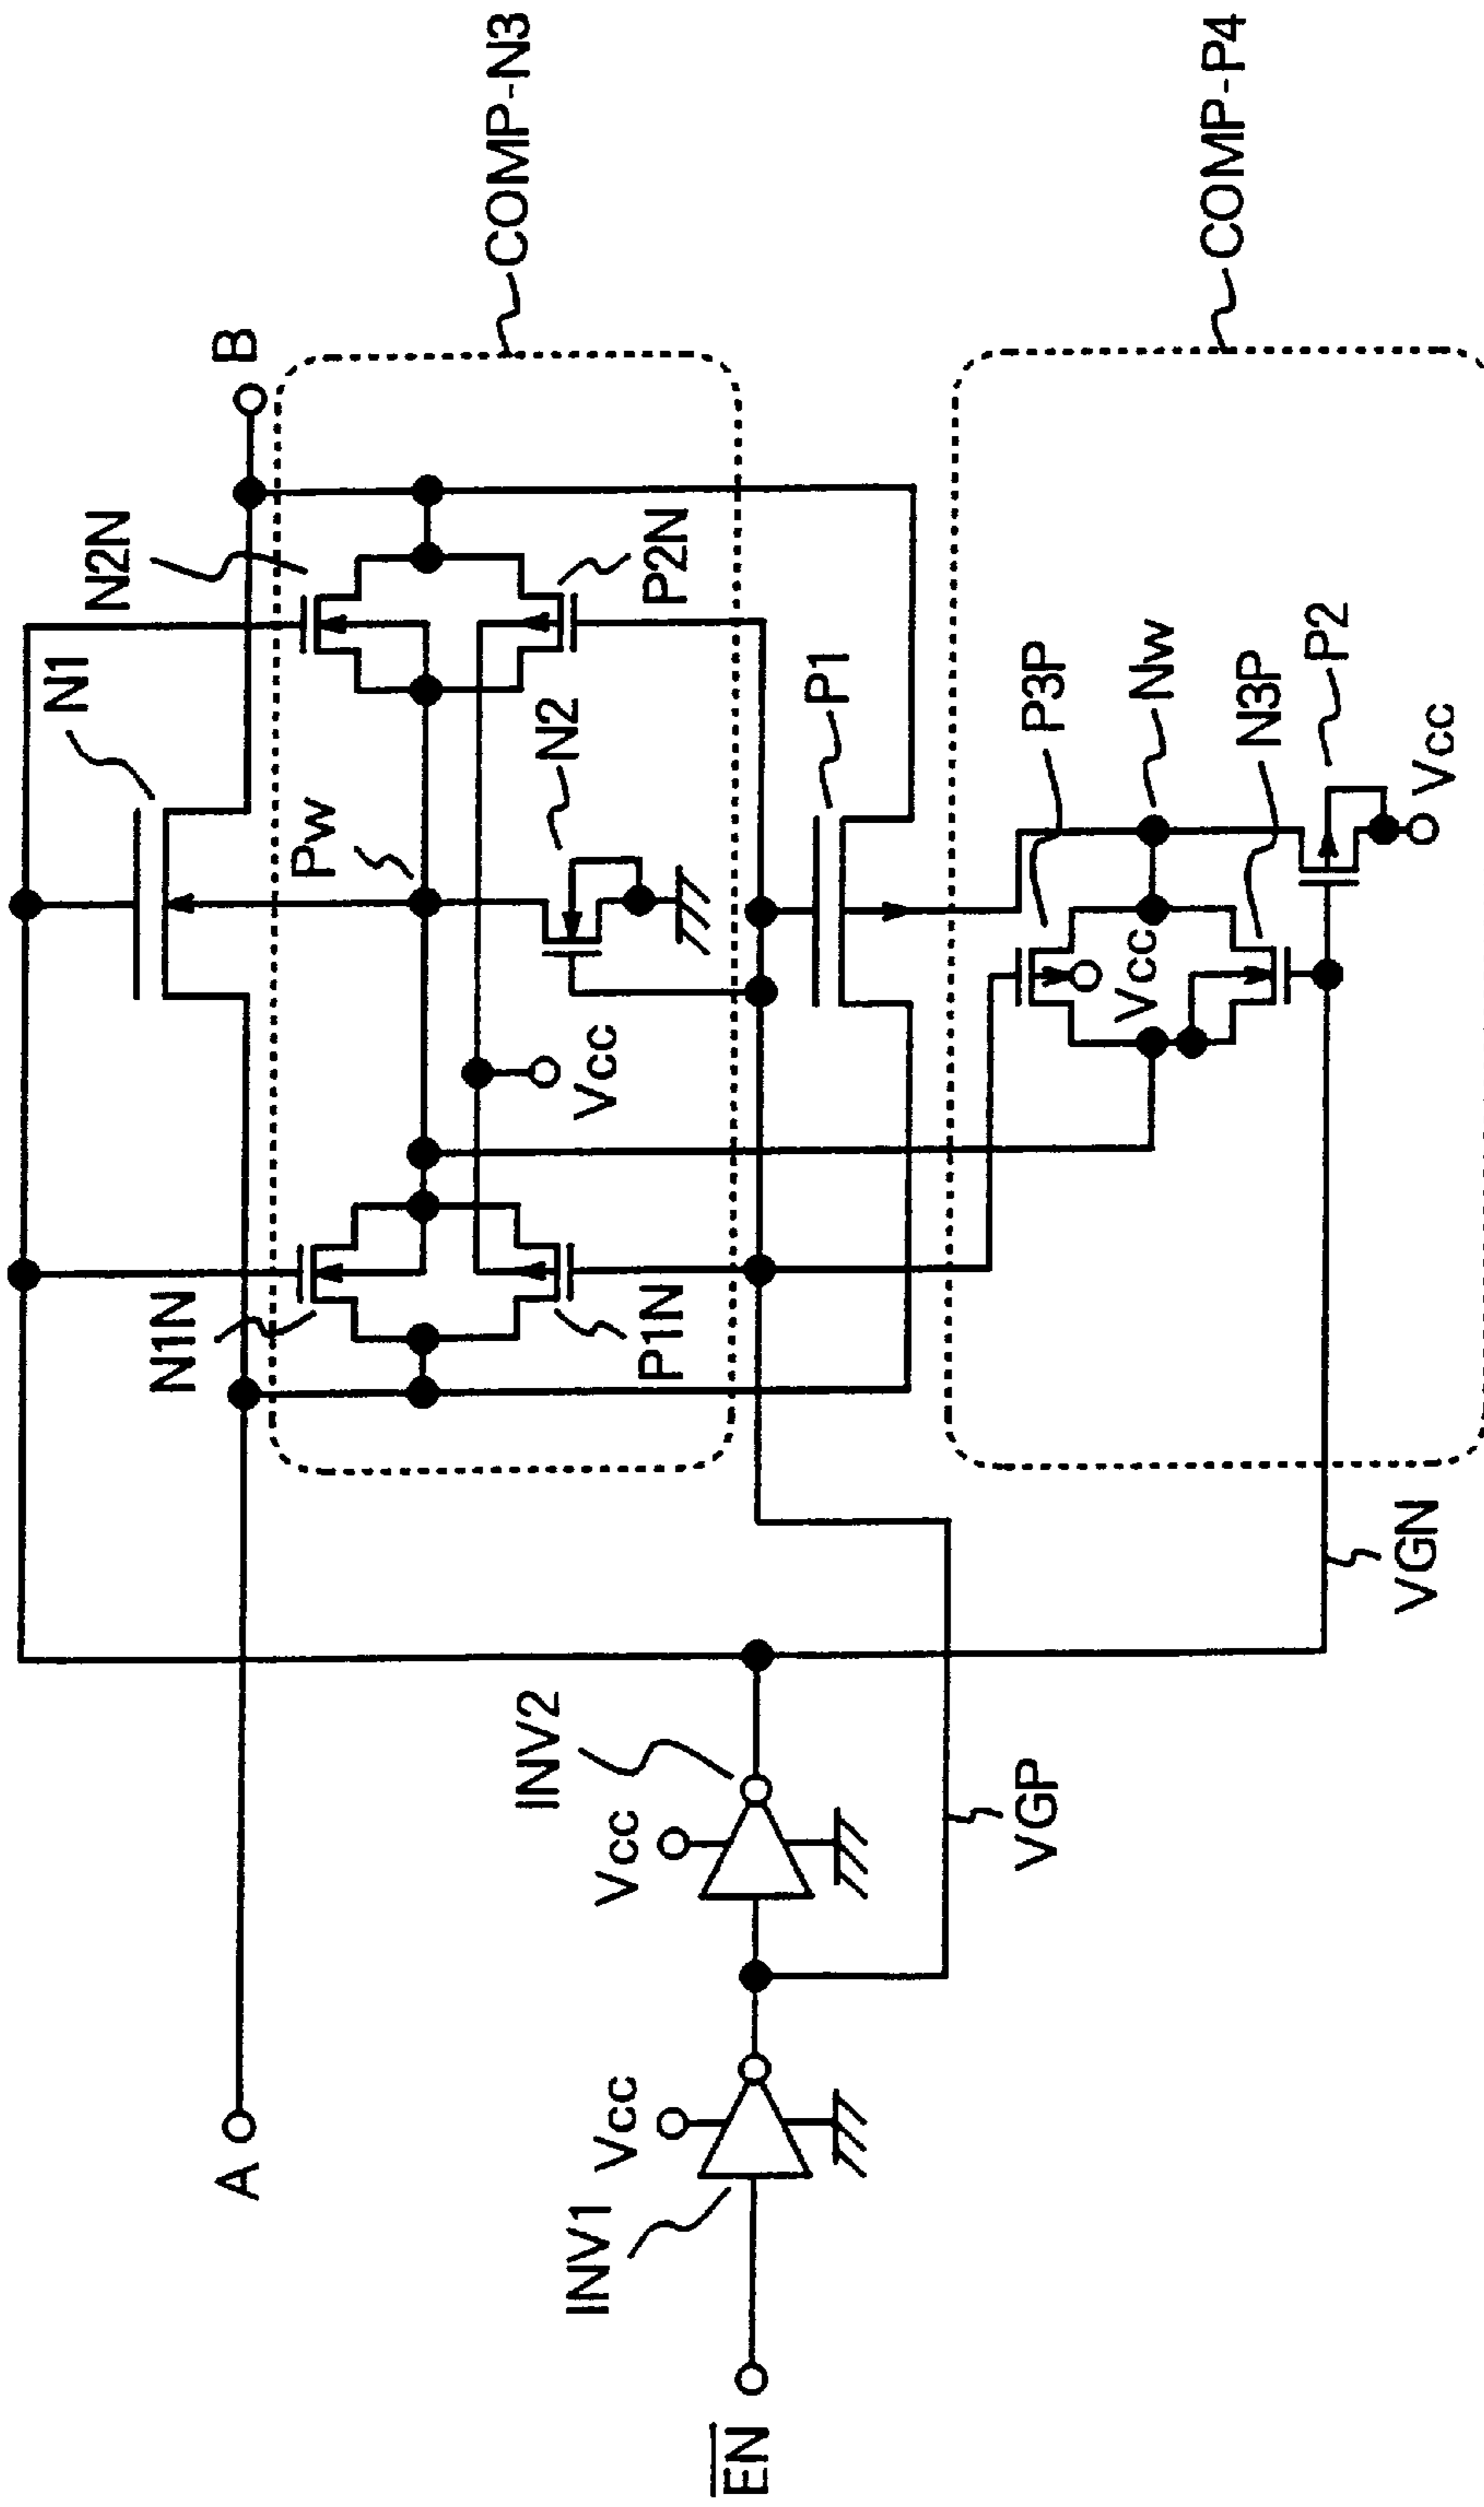 N1
N2N
B
N1N
Pw
A
COMP-N3
N2
P2N
Vcc
P1N
INV2
Vcc
INV1
Vcc
EN
P1
P3P
Vcc
Nw
N3P
P2
Vcc
COMP-P4
VGP
VGN